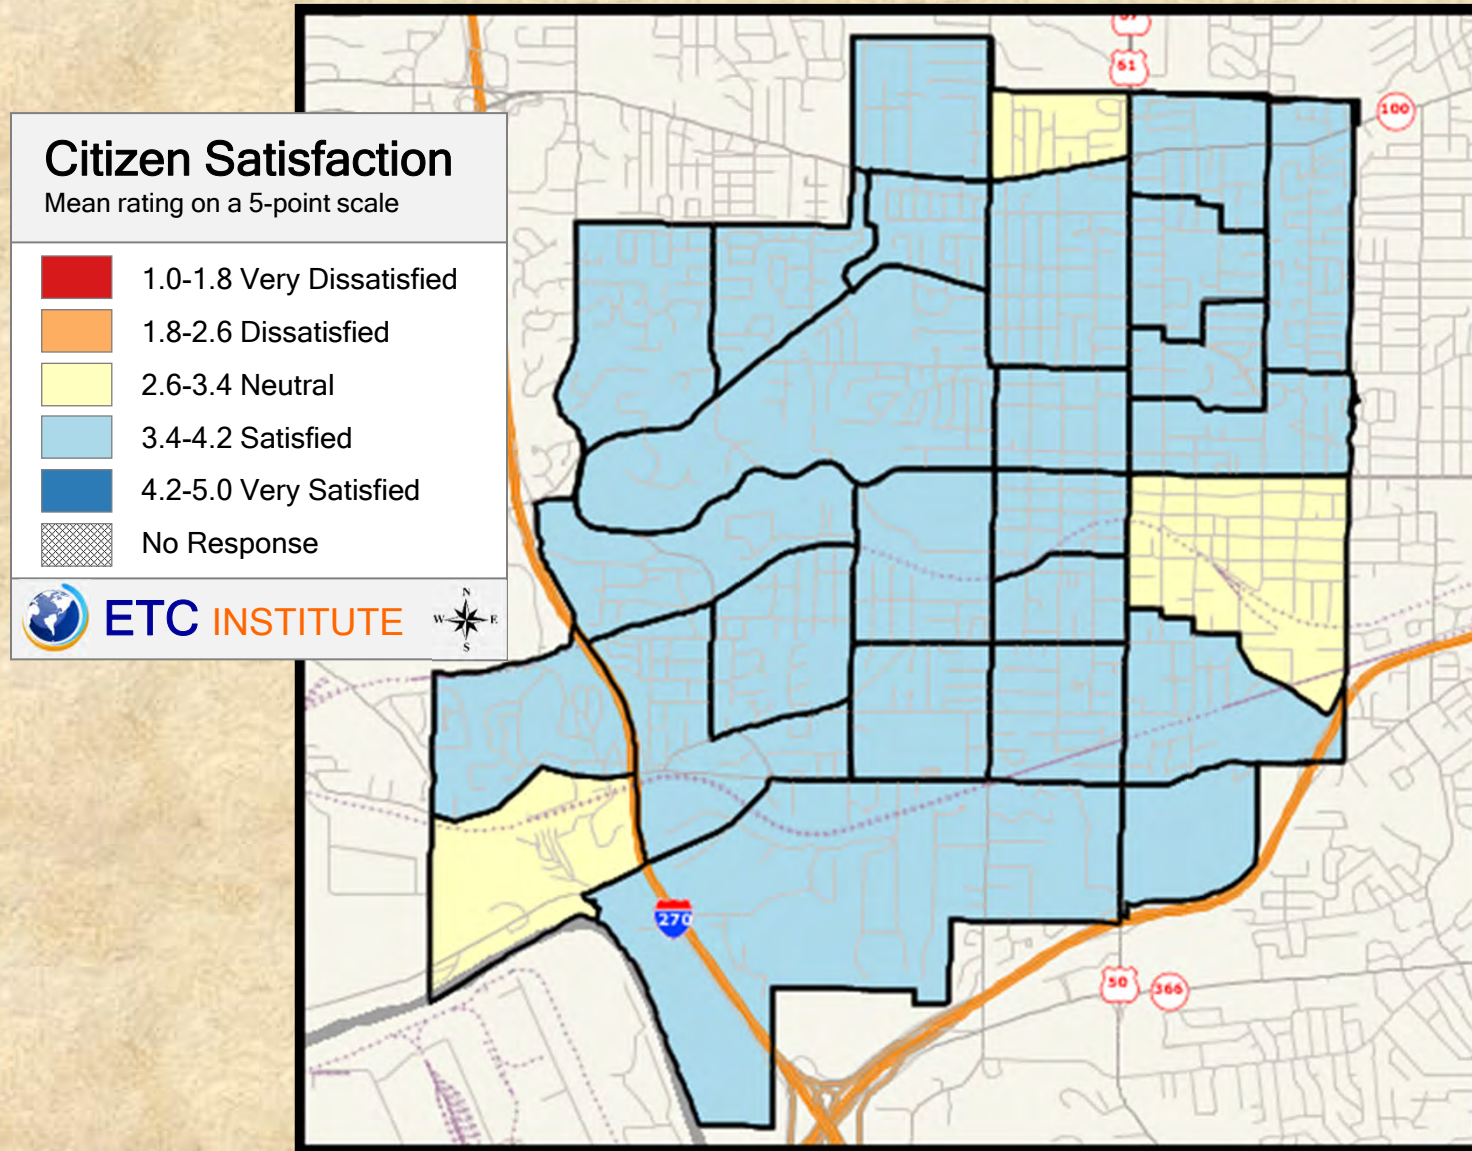 61
100
Citizen Satisfaction
Mean rating on a 5-point scale
1.0-1.8 Very Dissatisfied
1.8-2.6 Dissatisfied
2.6-3.4 Neutral
3.4-4.2 Satisfied
4.2-5.0 Very Satisfied
No Response
ETC INSTITUTE
N
W E
S
270
50
366